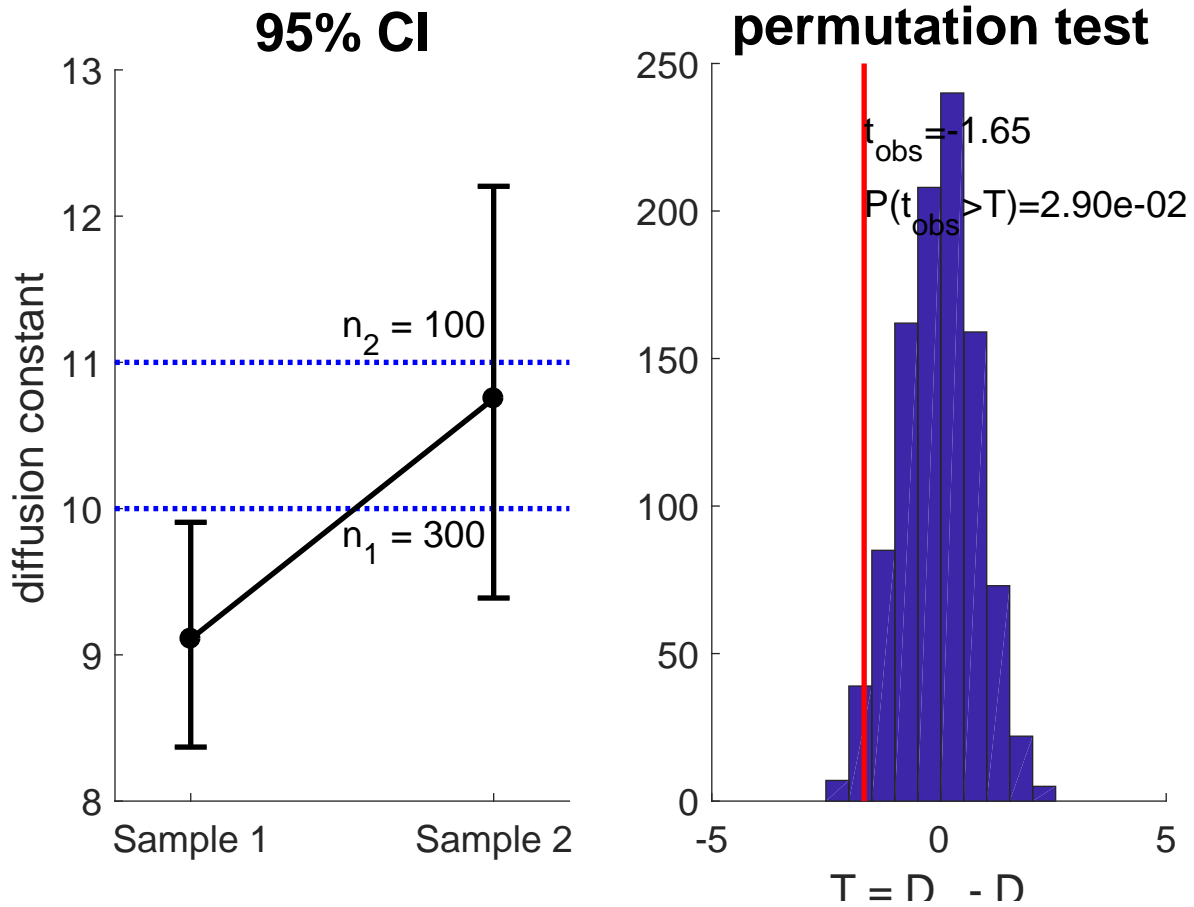 95% CI
13
12
11
10
9
8
diffusion constant
n2 = 100
n1 = 300
Sample 1
Sample 2
permutation test
250
200
150
100
50
0
tobs=-1.65
P(tobs>T)=2.90e-02
-5
0
5
T = D - D